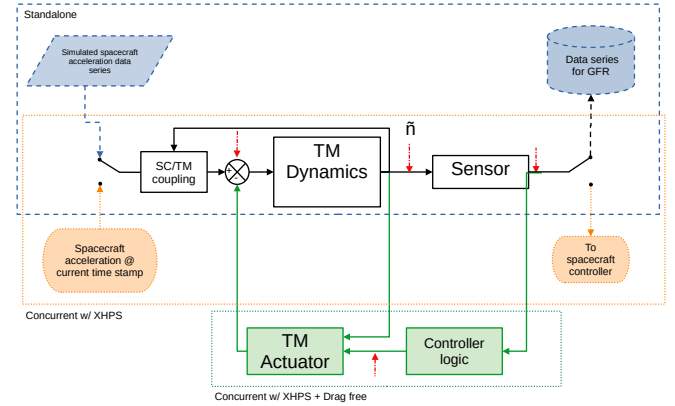 Standalone
Simulated spacecraft
acceleration data
series
Data series
for GFR
ñ
SC/TM
coupling
+
-
TM
Dynamics
Sensor
Spacecraft
acceleration @
current time stamp
To
spacecraft
controller
Concurrent w/ XHPS
TM
Actuator
Controller
logic
Concurrent w/ XHPS + Drag free